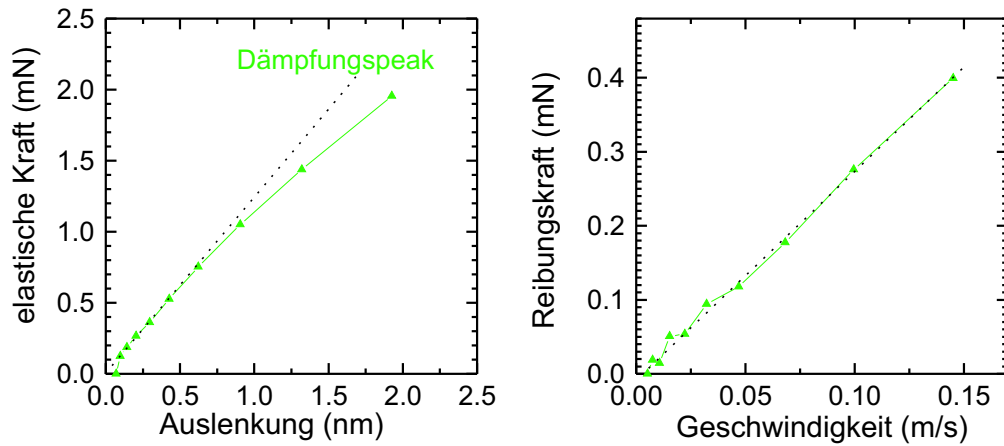 elastische Kraft (mN)
2.5
2.0
1.5
1.0
0.5
0.0
Dämpfungspeak
0.0 0.5 1.0 1.5 2.0 2.5
Auslenkung (nm)
Reibungskraft (mN)
0.4
0.3
0.2
0.1
0.0
0.00 0.05 0.10 0.15
Geschwindigkeit (m/s)